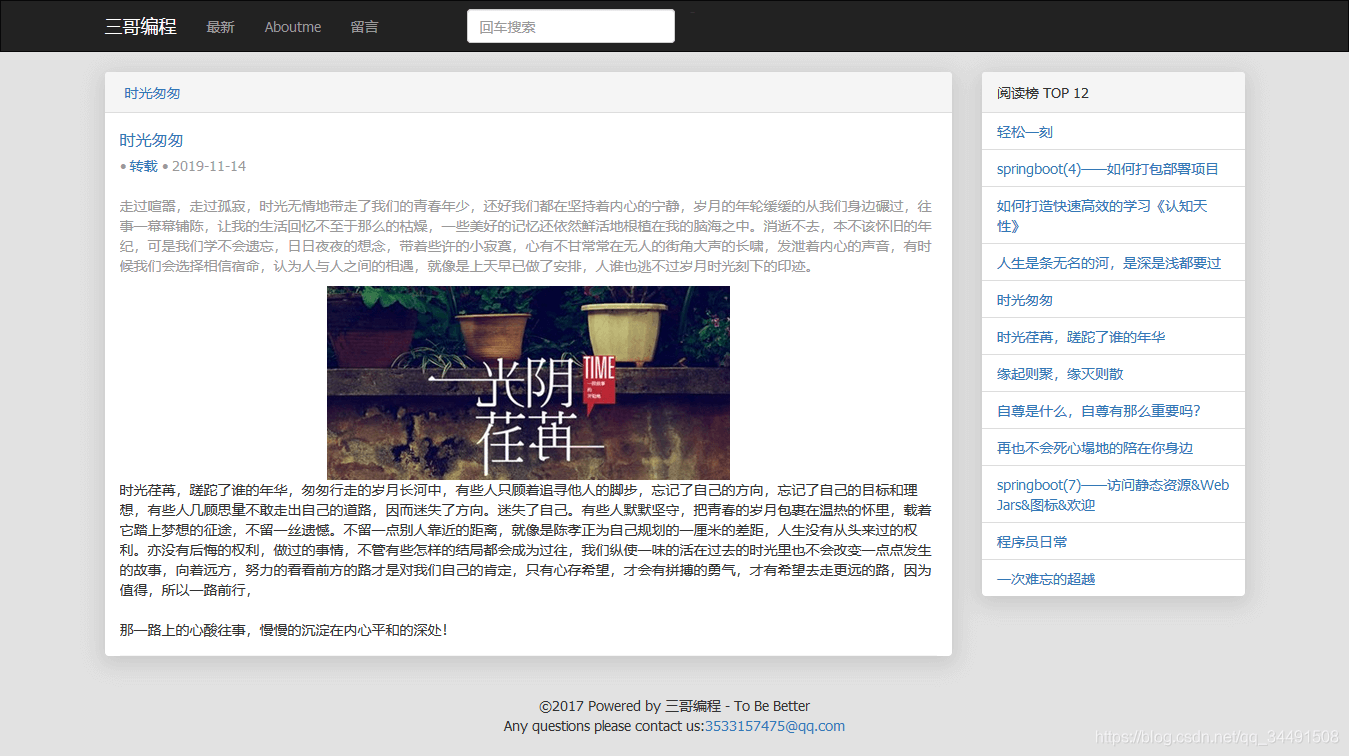 三哥编程 最新 Aboutme 留言 回车搜索
时光匆匆
时光匆匆
• 转载 • 2019-11-14
走过喧嚣，走过孤寂，时光无情地带走了我们的青春年少，还好我们都在坚持着内心的宁静，岁月的年轮缓缓的从我们身边碾过，往
事一幕幕铺陈，让我的生活回忆不至于那么的枯燥，一些美好的记忆还依然鲜活地根植在我的脑海之中。消逝不去，本不该怀旧的年
纪，可是我们学不会遗忘，日日夜夜的想念，带着些许的小寂寞，心有不甘常常在无人的街角大声的长啸，发泄着内心的声音，有时
候我们会选择相信宿命，认为人与人之间的相遇，就像是上天早已做了安排，人谁也逃不过岁月时光刻下的印迹。
光阴
荏苒
TIME
时光荏苒，蹉跎了谁的年华，匆匆行走的岁月长河中，有些人只顾着追寻他人的脚步，忘记了自己的方向，忘记了自己的目标和理
想，有些人几顾思量不敢走出自己的道路，因而迷失了方向。迷失了自己。有些人默默坚守，把青春的岁月包裹在温热的怀里，载着
它踏上梦想的征途，不留一丝遗憾。不留一点别人靠近的距离，就像是陈孝正为自己规划的一厘米的差距，人生没有从头来过的权
利。亦没有后悔的权利，做过的事情，不管有些怎样的结局都会成为过往，我们纵使一味的活在过去的时光里也不会改变一点点发生
的故事，向着远方，努力的看看前方的路才是对我们自己的肯定，只有心存希望，才会有拼搏的勇气，才有希望去走更远的路，因为
值得，所以一路前行，
那一路上的心酸往事，慢慢的沉淀在内心平和的深处！
阅读榜 TOP 12
轻松一刻
springboot(4)——如何打包部署项目
如何打造快速高效的学习《认知天
性》
人生是条无名的河，是深是浅都要过
时光匆匆
时光荏苒，蹉跎了谁的年华
缘起则聚，缘灭则散
自尊是什么，自尊有那么重要吗？
再也不会死心塌地的陪在你身边
springboot(7)——访问静态资源&Web
Jars&图标&欢迎
程序员日常
一次难忘的超越
©2017 Powered by 三哥编程 - To Be Better
Any questions please contact us:3533157475@qq.com
https://blog.csdn.net/qq_34491508